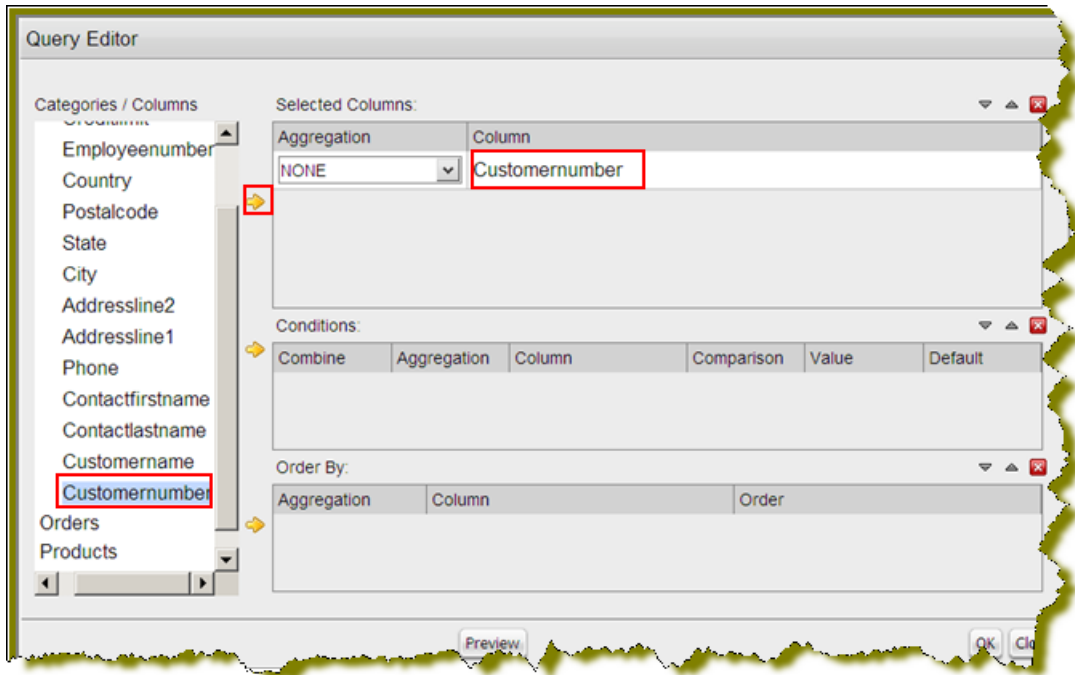 Query Editor
Categories / Columns
Employeenumber
Country
Postalcode
State
City
Addressline2
Addressline1
Phone
Contactfirstname
Contactlastname
Customername
Customernumber
Orders
Products
Selected Columns:
Aggregation Column
NONE Customernumber
Conditions:
Combine Aggregation Column Comparison Value Default
Order By:
Aggregation Column Order
Preview OK